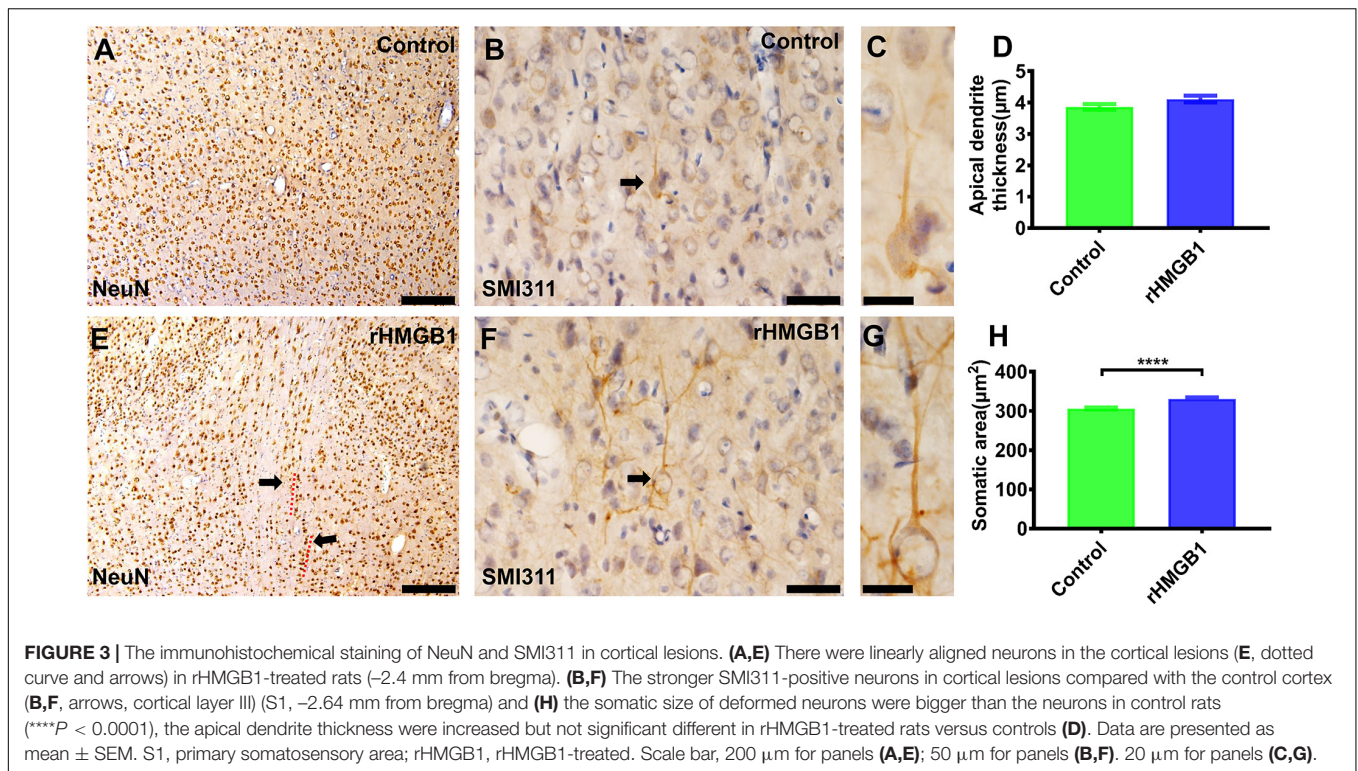 A
Control
NeuN
B
Control
SMI311
C
D
Apical dendrite
thickness(µm)
5
4
3
2
1
0
Control
rHMGB1
E
rHMGB1
NeuN
F
rHMGB1
SMI311
G
H
****
Somatic area(µm²)
400
300
200
100
0
Control
rHMGB1
FIGURE 3 | The immunohistochemical staining of NeuN and SMI311 in cortical lesions. (A,E) There were linearly aligned neurons in the cortical lesions (E, dotted
curve and arrows) in rHMGB1-treated rats (–2.4 mm from bregma). (B,F) The stronger SMI311-positive neurons in cortical lesions compared with the control cortex
(B,F, arrows, cortical layer III) (S1, –2.64 mm from bregma) and (H) the somatic size of deformed neurons were bigger than the neurons in control rats
(****P < 0.0001), the apical dendrite thickness were increased but not significant different in rHMGB1-treated rats versus controls (D). Data are presented as
mean ± SEM. S1, primary somatosensory area; rHMGB1, rHMGB1-treated. Scale bar, 200 µm for panels (A,E); 50 µm for panels (B,F). 20 µm for panels (C,G).